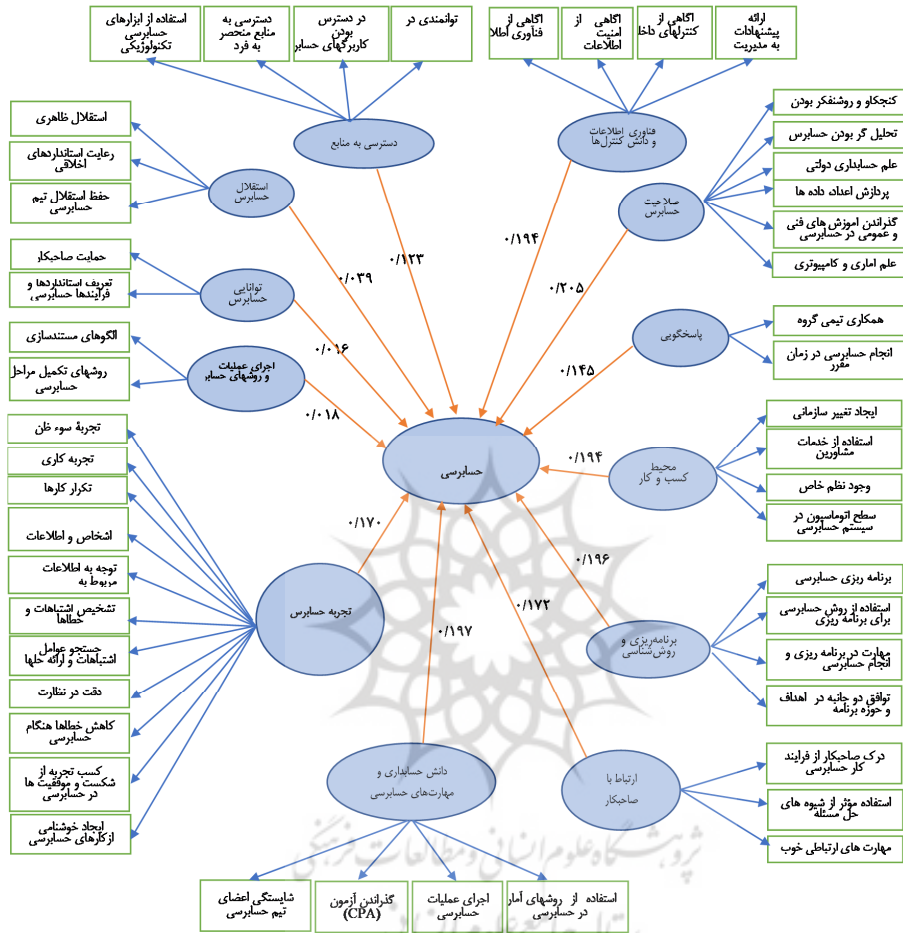 استفاده از ابزارهای
حسابرسی
تکنولوژیکی
دسترسی به
منابع منحصر
به فرد
در دسترس
بودن
کاربرگهای حسابر
توانمندی در
آگاهی از
فناوری اطلا
آگاهی از
امنیت
اطلاعات
آگاهی از
کنترلهای داخل
ارائه
پیشنهادات
به مدیریت
دسترسی به منابع
فناوری اطلاعات
و دانش کنترل‌ها
استقلال ظاهری
رعایت استانداردهای
اخلاقی
حفظ استقلال تیم
حسابرسی
استقلال
حسابرس
صلاحیت
حسابرس
کنجکاو و روشنفکر بودن
تحلیل گر بودن حسابرس
علم حسابداری دولتی
پردازش اعداد، داده ها
گذراندن اموزش های فنی
و عمومی در حسابرسی
علم اماری و کامپیوتری
۰/۱۲۳
۰/۱۹۴
۰/۰۳۹
۰/۲۰۵
حمایت صاحبکار
تعریف استانداردها و
فرآیندها حسابرسی
توانایی
حسابرس
۰/۰۱۶
الگوهای مستندسازی
روشهای تکمیل مراحل
حسابرسی
اجرای عملیات
و روشهای حسابر
۰/۰۱۸
پاسخگویی
همکاری تیمی گروه
انجام حسابرسی در زمان
مقرر
۰/۱۴۵
حسابرسی
محیط
کسب و کار
۰/۱۹۴
ایجاد تغییر سازمانی
استفاده از خدمات
مشاورین
وجود نظم خاص
سطح اتوماسیون در
سیستم حسابرسی
تجربۀ سوء ظن
تجربه کاری
تکرار کارها
اشخاص و اطلاعات
توجه به اطلاعات
مربوط به
تشخیص اشتباهات و
خطاها
جستجو عوامل
اشتباهات و ارائه حلها
دقت در نظارت
کاهش خطاها هنگام
حسابرسی
کسب تجربه از
شکست و موفقیت ها
در حسابرسی
ایجاد خوشنامی
ازکارهای حسابرسی
تجربه حسابرس
۰/۱۷۰
۰/۱۹۷
۰/۱۷۲
۰/۱۹۶
برنامه‌ریزی و
روش‌شناسی
برنامه ریزی حسابرسی
استفاده از روش حسابرسی
برای برنامه ریزی
مهارت در برنامه ریزی و
انجام حسابرسی
توافق دو جانبه در اهداف
و حوزه برنامه
دانش حسابداری و
مهارت‌های حسابرسی
ارتباط با
صاحبکار
درک صاحبکار از فرایند
کار حسابرسی
استفاده مؤثر از شیوه های
حل مسئله
مهارت های ارتباطی خوب
پژوهشگاه علوم انسانی و مطالعات فرهنگی
شایستگی اعضای
تیم حسابرسی
گذراندن آزمون
(CPA)
اجرای عملیات
حسابرسی
استفاده از روشهای آمار
در حسابرسی